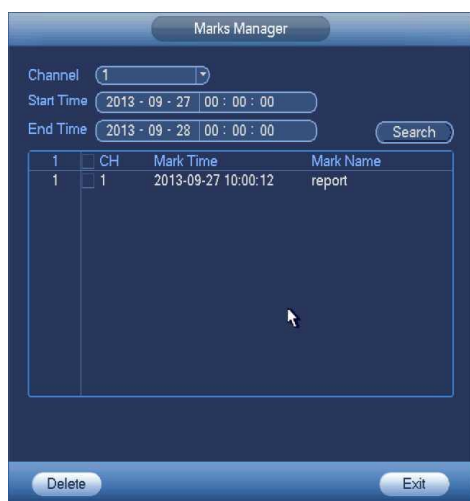 Marks Manager
Channel 1
Start Time 2013 - 09 - 27 00 : 00 : 00
End Time 2013 - 09 - 28 00 : 00 : 00 Search
1 CH Mark Time Mark Name
1 1 2013-09-27 10:00:12 report
Delete Exit